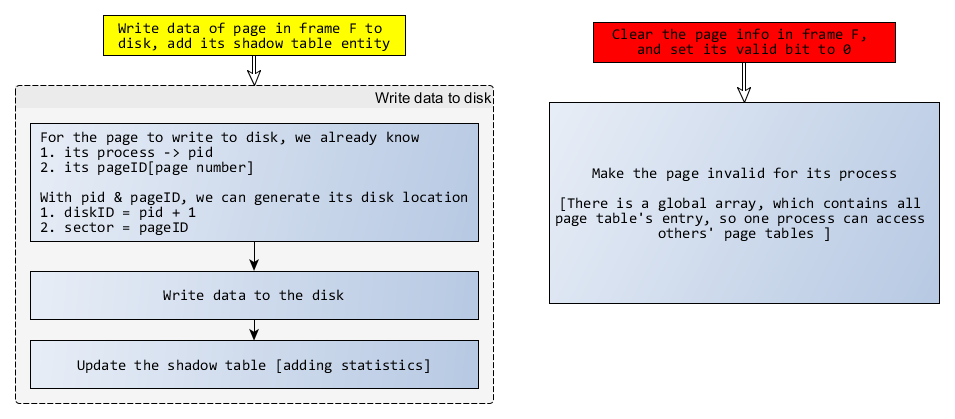 Write data of page in frame F to
disk, add its shadow table entity
Write data to disk
For the page to write to disk, we already know
1. its process -> pid
2. its pageID[page number]
With pid & pageID, we can generate its disk location
1. diskID = pid + 1
2. sector = pageID
Write data to the disk
Update the shadow table [adding statistics]
Clear the page info in frame F,
and set its valid bit to 0
Make the page invalid for its process
[There is a global array, which contains all
page table's entry, so one process can access
others' page tables ]